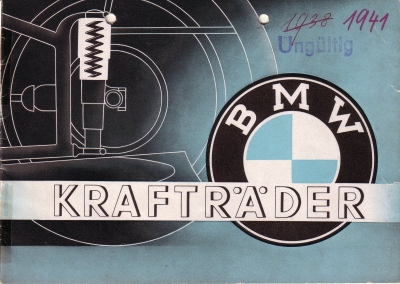 1938 1941
Ungültig
BMW
KRAFTRÄDER